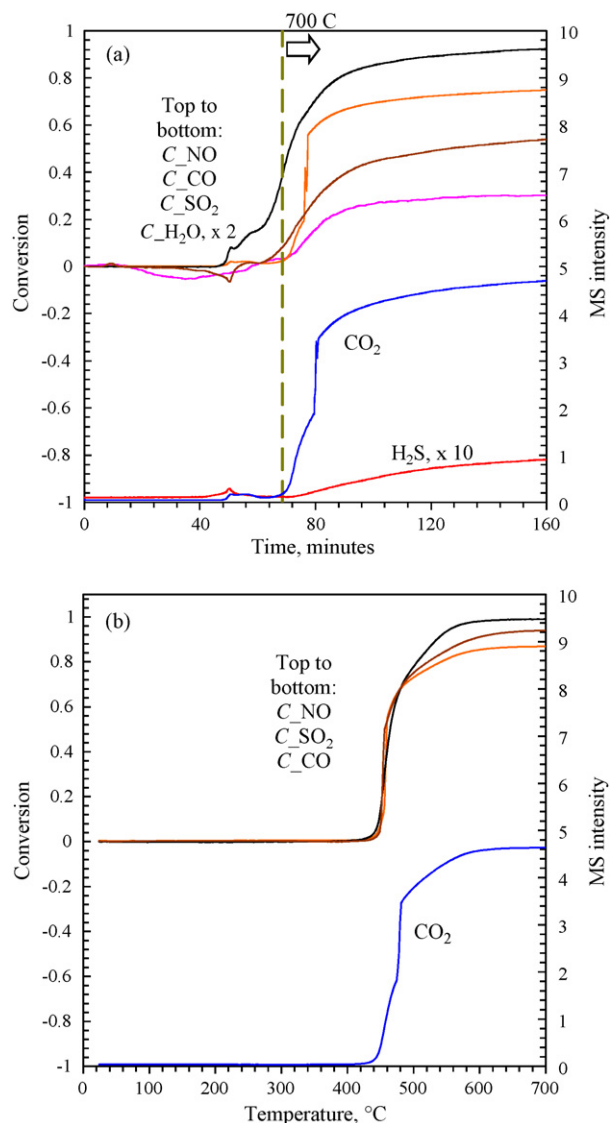 700 C
(a)
1
0.8
0.6
0.4
0.2
0
-0.2
-0.4
-0.6
-0.8
-1
Conversion
Top to
bottom:
C_NO
C_CO
C_SO₂
C_H₂O, x 2
CO₂
H₂S, x 10
10
9
8
7
6
5
4
3
2
1
0
MS intensity
0 40 80 120 160
Time, minutes
(b)
1
0.8
0.6
0.4
0.2
0
-0.2
-0.4
-0.6
-0.8
-1
Conversion
Top to
bottom:
C_NO
C_SO₂
C_CO
CO₂
10
9
8
7
6
5
4
3
2
1
0
MS intensity
0 100 200 300 400 500 600 700
Temperature, °C